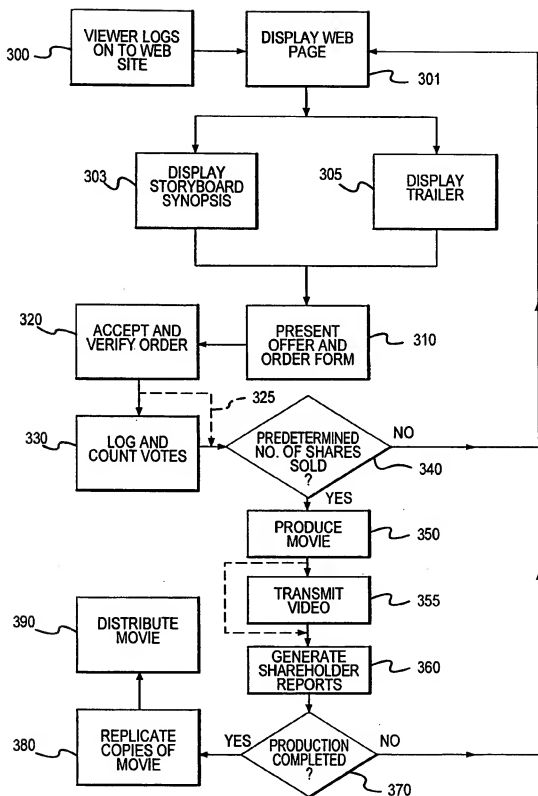 VIEWER LOGS
ON TO WEB
SITE
300
DISPLAY WEB
PAGE
301
303
DISPLAY
STORYBOARD
SYNOPSIS
305
DISPLAY
TRAILER
320
ACCEPT AND
VERIFY ORDER
PRESENT
OFFER AND
ORDER FORM
310
325
330
LOG AND
COUNT VOTES
PREDETERMINED
NO. OF SHARES
SOLD
?
NO
340
YES
PRODUCE
MOVIE
350
TRANSMIT
VIDEO
355
390
DISTRIBUTE
MOVIE
GENERATE
SHAREHOLDER
REPORTS
360
380
REPLICATE
COPIES OF
MOVIE
YES
PRODUCTION
COMPLETED
?
NO
370